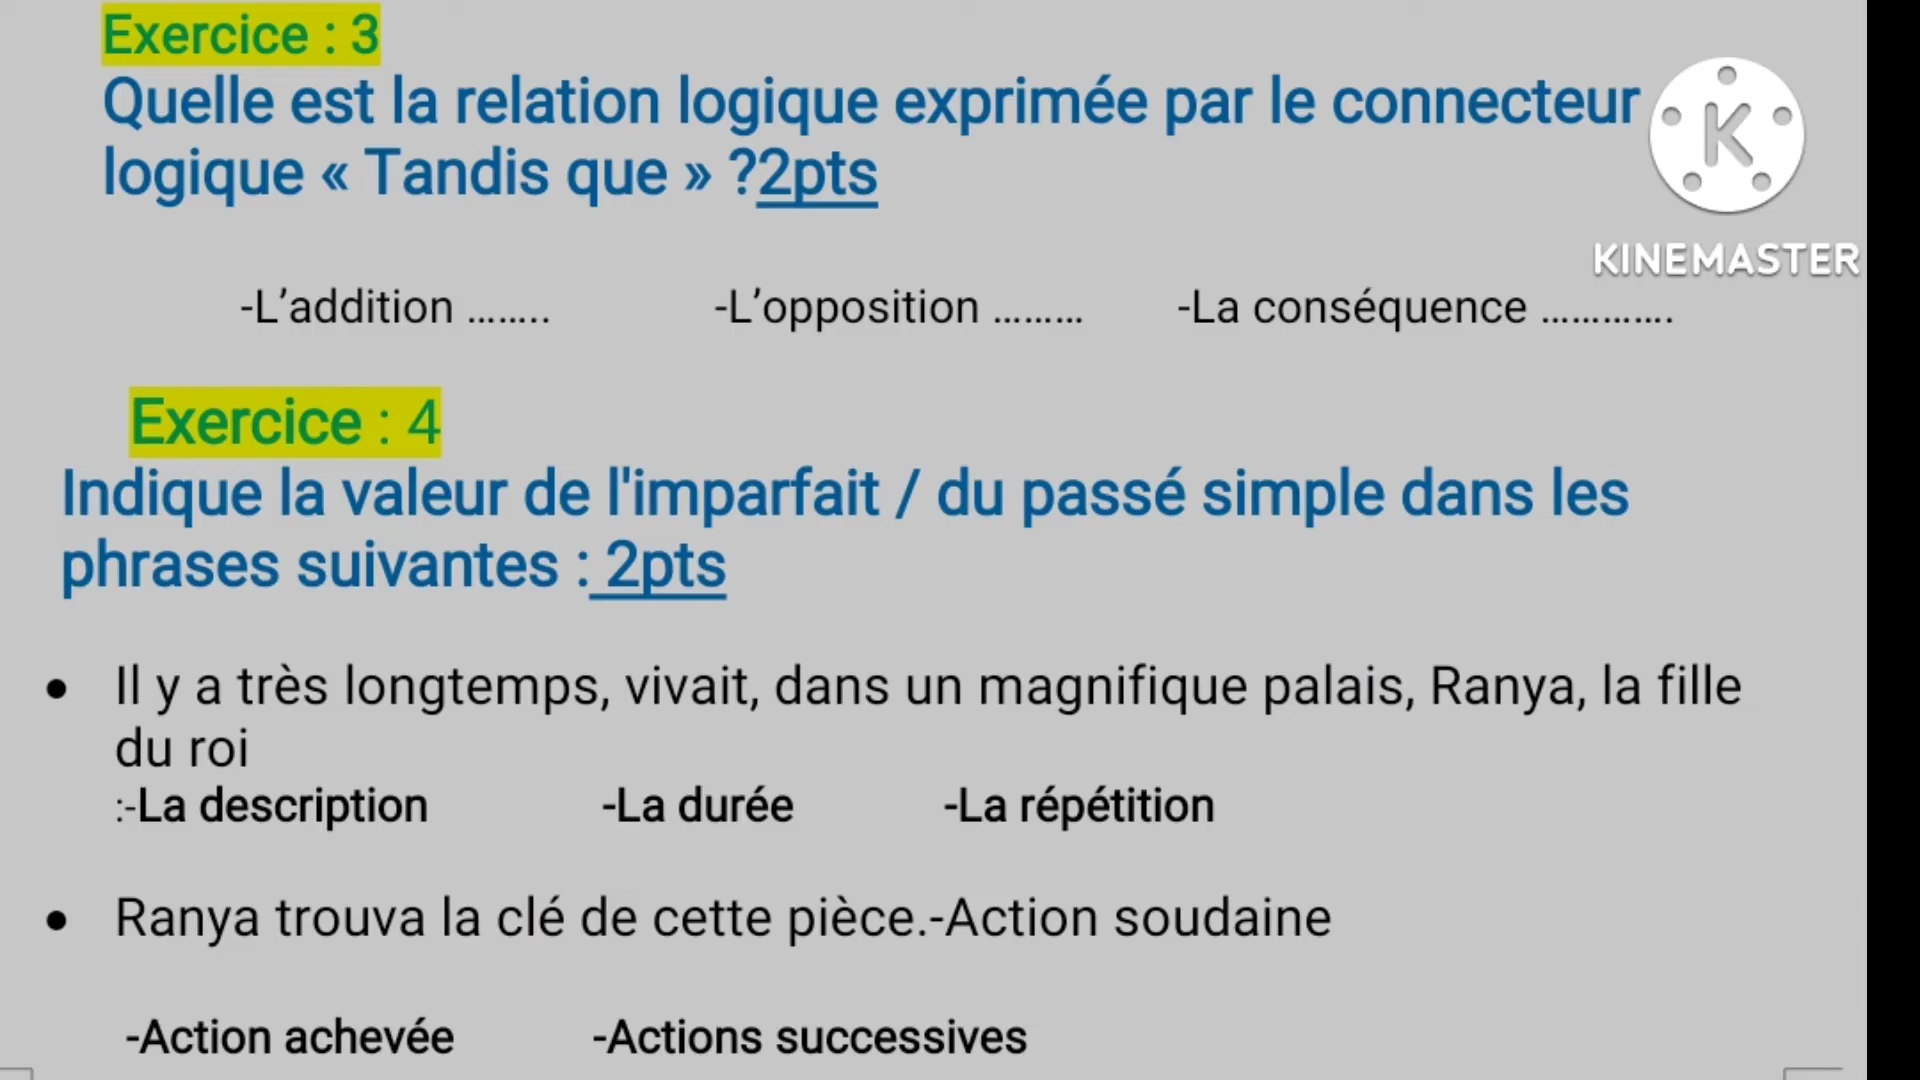 Exercice : 3
Quelle est la relation logique exprimée par le connecteur
logique « Tandis que » ?2pts
K
KINEMASTER
-L’addition ........ -L’opposition ......... -La conséquence .............
Exercice : 4
Indique la valeur de l'imparfait / du passé simple dans les
phrases suivantes : 2pts
• Il y a très longtemps, vivait, dans un magnifique palais, Ranya, la fille
du roi
:-La description -La durée -La répétition
• Ranya trouva la clé de cette pièce.-Action soudaine
-Action achevée -Actions successives